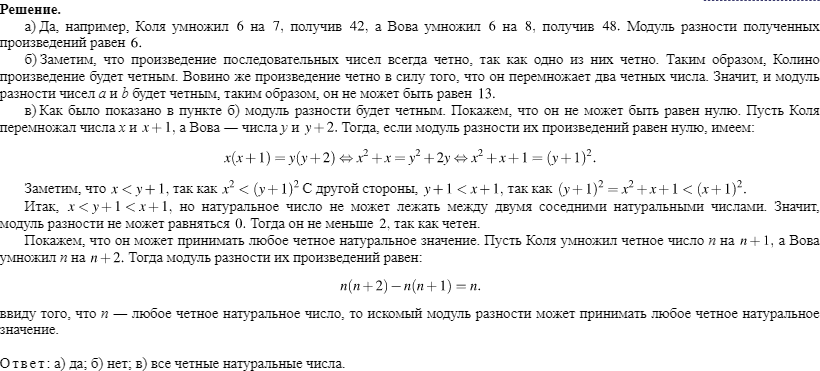 Решение.
а) Да, например, Коля умножил 6 на 7, получив 42, а Вова умножил 6 на 8, получив 48. Модуль разности полученных
произведений равен 6.
б) Заметим, что произведение последовательных чисел всегда четно, так как одно из них четно. Таким образом, Колино
произведение будет четным. Вовино же произведение четно в силу того, что он перемножает два четных числа. Значит, и модуль
разности чисел a и b будет четным, таким образом, он не может быть равен 13.
в) Как было показано в пункте б) модуль разности будет четным. Покажем, что он не может быть равен нулю. Пусть Коля
перемножал числа x и x + 1, а Вова — числа y и y + 2. Тогда, если модуль разности их произведений равен нулю, имеем:
x(x + 1) = y(y + 2) ⇔ x² + x = y² + 2y ⇔ x² + x + 1 = (y + 1)².
Заметим, что x < y + 1, так как x² < (y + 1)² С другой стороны, y + 1 < x + 1, так как (y + 1)² = x² + x + 1 < (x + 1)².
Итак, x < y + 1 < x + 1, но натуральное число не может лежать между двумя соседними натуральными числами. Значит,
модуль разности не может равняться 0. Тогда он не меньше 2, так как четен.
Покажем, что он может принимать любое четное натуральное значение. Пусть Коля умножил четное число n на n + 1, а Вова
умножил n на n + 2. Тогда модуль разности их произведений равен:
n(n + 2) − n(n + 1) = n.
ввиду того, что n — любое четное натуральное число, то искомый модуль разности может принимать любое четное натуральное
значение.
Ответ: а) да; б) нет; в) все четные натуральные числа.